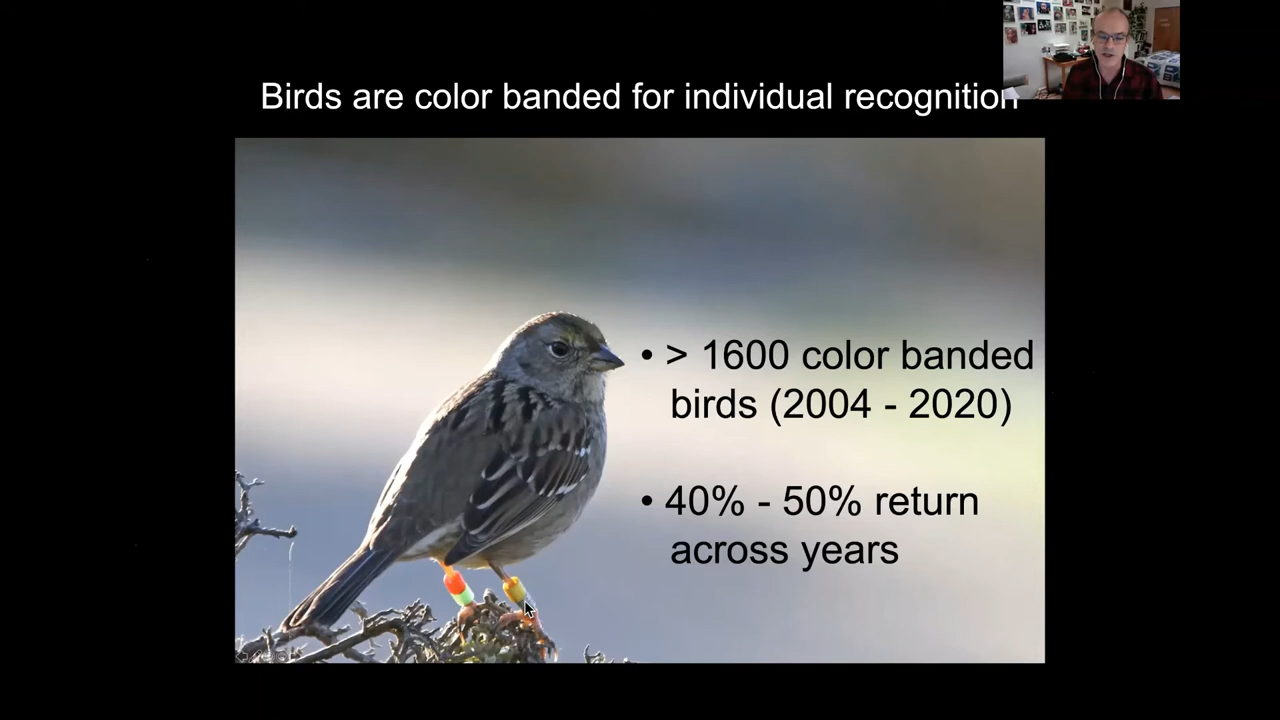 Birds are color banded for individual recognition
• > 1600 color banded
birds (2004 - 2020)
• 40% - 50% return
across years